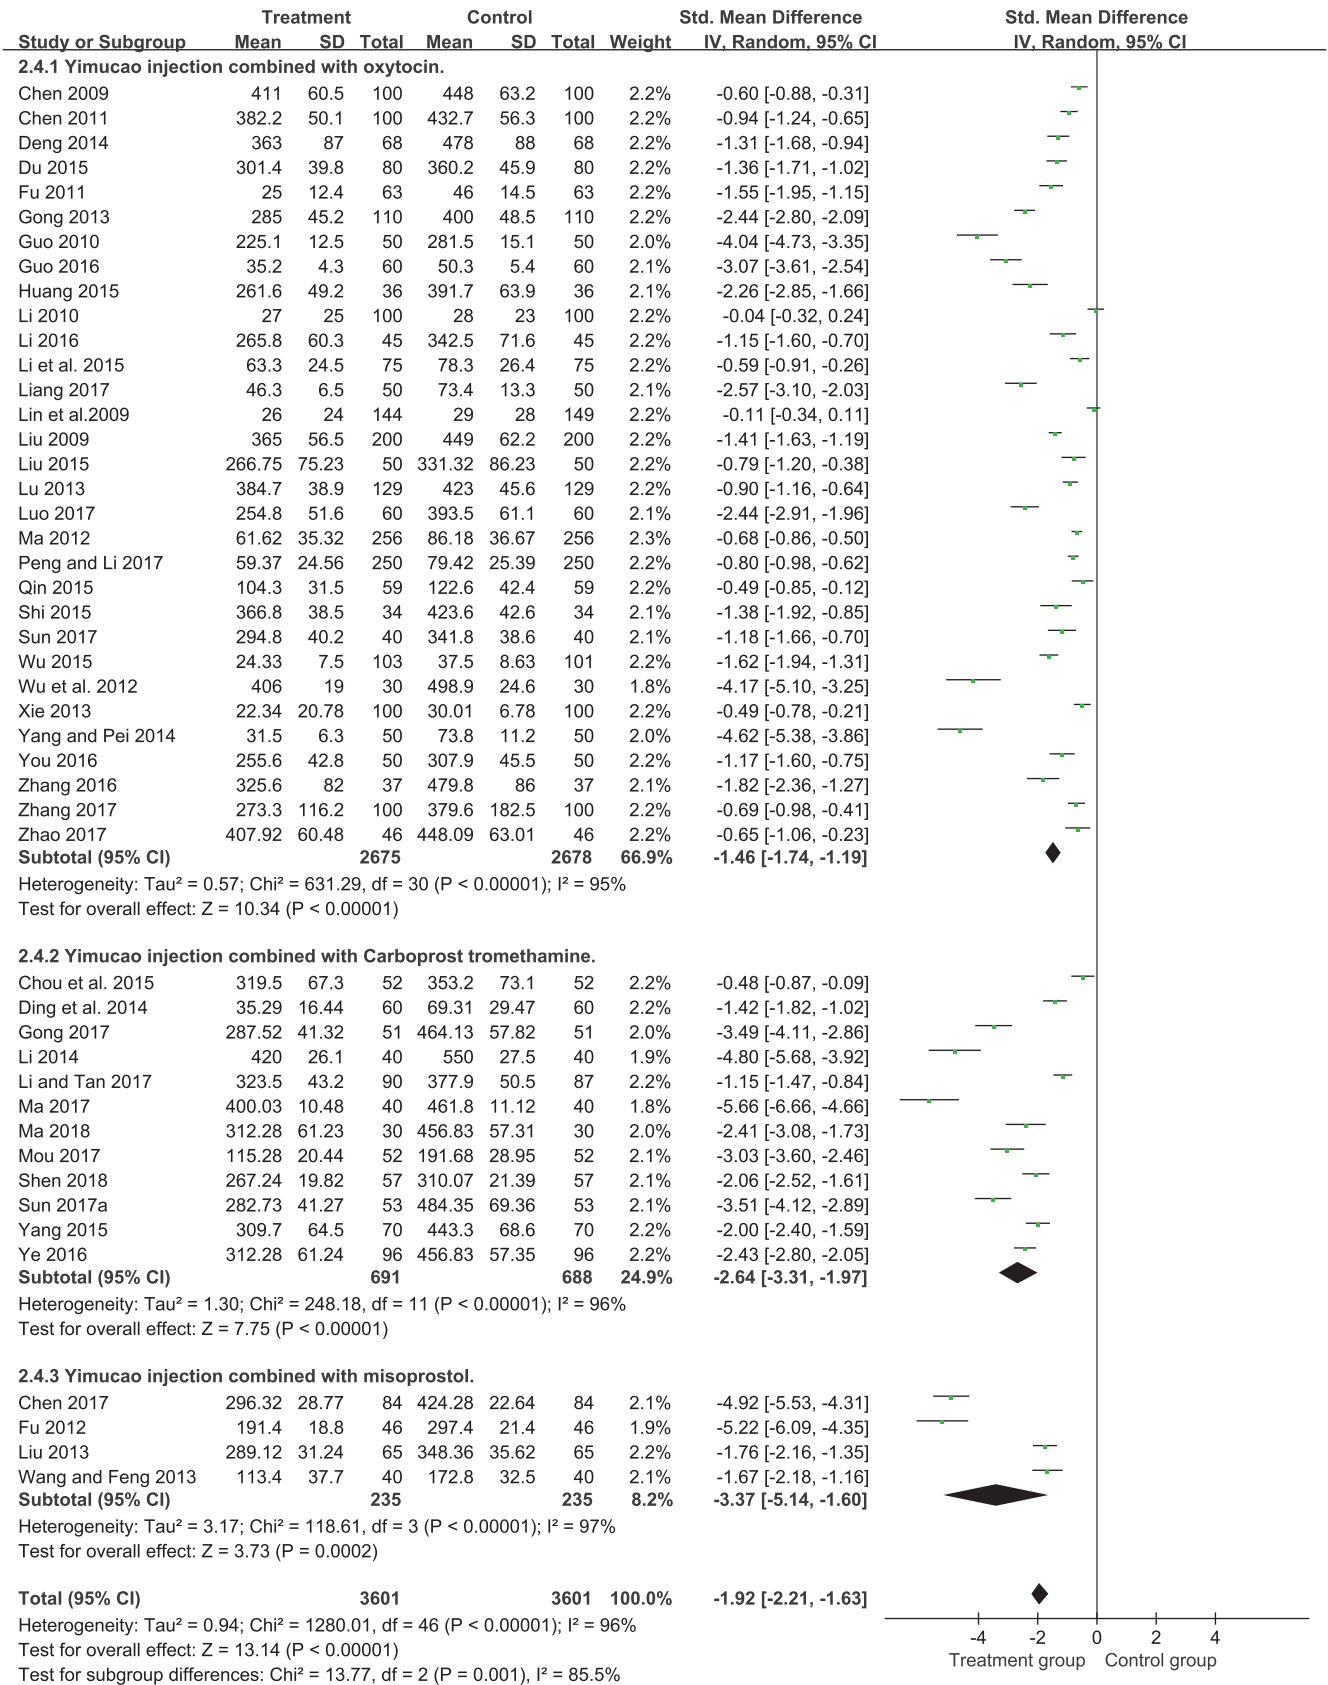 Treatment Control Std. Mean Difference Std. Mean Difference
Study or Subgroup Mean SD Total Mean SD Total Weight IV, Random, 95% CI IV, Random, 95% CI
2.4.1 Yimucao injection combined with oxytocin.
Chen 2009 411 60.5 100 448 63.2 100 2.2% -0.60 [-0.88, -0.31]
Chen 2011 382.2 50.1 100 432.7 56.3 100 2.2% -0.94 [-1.24, -0.65]
Deng 2014 363 87 68 478 88 68 2.2% -1.31 [-1.68, -0.94]
Du 2015 301.4 39.8 80 360.2 45.9 80 2.2% -1.36 [-1.71, -1.02]
Fu 2011 25 12.4 63 46 14.5 63 2.2% -1.55 [-1.95, -1.15]
Gong 2013 285 45.2 110 400 48.5 110 2.2% -2.44 [-2.80, -2.09]
Guo 2010 225.1 12.5 50 281.5 15.1 50 2.0% -4.04 [-4.73, -3.35]
Guo 2016 35.2 4.3 60 50.3 5.4 60 2.1% -3.07 [-3.61, -2.54]
Huang 2015 261.6 49.2 36 391.7 63.9 36 2.1% -2.26 [-2.85, -1.66]
Li 2010 27 25 100 28 23 100 2.2% -0.04 [-0.32, 0.24]
Li 2016 265.8 60.3 45 342.5 71.6 45 2.2% -1.15 [-1.60, -0.70]
Li et al. 2015 63.3 24.5 75 78.3 26.4 75 2.2% -0.59 [-0.91, -0.26]
Liang 2017 46.3 6.5 50 73.4 13.3 50 2.1% -2.57 [-3.10, -2.03]
Lin et al.2009 26 24 144 29 28 149 2.2% -0.11 [-0.34, 0.11]
Liu 2009 365 56.5 200 449 62.2 200 2.2% -1.41 [-1.63, -1.19]
Liu 2015 266.75 75.23 50 331.32 86.23 50 2.2% -0.79 [-1.20, -0.38]
Lu 2013 384.7 38.9 129 423 45.6 129 2.2% -0.90 [-1.16, -0.64]
Luo 2017 254.8 51.6 60 393.5 61.1 60 2.1% -2.44 [-2.91, -1.96]
Ma 2012 61.62 35.32 256 86.18 36.67 256 2.3% -0.68 [-0.86, -0.50]
Peng and Li 2017 59.37 24.56 250 79.42 25.39 250 2.2% -0.80 [-0.98, -0.62]
Qin 2015 104.3 31.5 59 122.6 42.4 59 2.2% -0.49 [-0.85, -0.12]
Shi 2015 366.8 38.5 34 423.6 42.6 34 2.1% -1.38 [-1.92, -0.85]
Sun 2017 294.8 40.2 40 341.8 38.6 40 2.1% -1.18 [-1.66, -0.70]
Wu 2015 24.33 7.5 103 37.5 8.63 101 2.2% -1.62 [-1.94, -1.31]
Wu et al. 2012 406 19 30 498.9 24.6 30 1.8% -4.17 [-5.10, -3.25]
Xie 2013 22.34 20.78 100 30.01 6.78 100 2.2% -0.49 [-0.78, -0.21]
Yang and Pei 2014 31.5 6.3 50 73.8 11.2 50 2.0% -4.62 [-5.38, -3.86]
You 2016 255.6 42.8 50 307.9 45.5 50 2.2% -1.17 [-1.60, -0.75]
Zhang 2016 325.6 82 37 479.8 86 37 2.1% -1.82 [-2.36, -1.27]
Zhang 2017 273.3 116.2 100 379.6 182.5 100 2.2% -0.69 [-0.98, -0.41]
Zhao 2017 407.92 60.48 46 448.09 63.01 46 2.2% -0.65 [-1.06, -0.23]
Subtotal (95% CI) 2675 2678 66.9% -1.46 [-1.74, -1.19]
Heterogeneity: Tau² = 0.57; Chi² = 631.29, df = 30 (P < 0.00001); I² = 95%
Test for overall effect: Z = 10.34 (P < 0.00001)
2.4.2 Yimucao injection combined with Carboprost tromethamine.
Chou et al. 2015 319.5 67.3 52 353.2 73.1 52 2.2% -0.48 [-0.87, -0.09]
Ding et al. 2014 35.29 16.44 60 69.31 29.47 60 2.2% -1.42 [-1.82, -1.02]
Gong 2017 287.52 41.32 51 464.13 57.82 51 2.0% -3.49 [-4.11, -2.86]
Li 2014 420 26.1 40 550 27.5 40 1.9% -4.80 [-5.68, -3.92]
Li and Tan 2017 323.5 43.2 90 377.9 50.5 87 2.2% -1.15 [-1.47, -0.84]
Ma 2017 400.03 10.48 40 461.8 11.12 40 1.8% -5.66 [-6.66, -4.66]
Ma 2018 312.28 61.23 30 456.83 57.31 30 2.0% -2.41 [-3.08, -1.73]
Mou 2017 115.28 20.44 52 191.68 28.95 52 2.1% -3.03 [-3.60, -2.46]
Shen 2018 267.24 19.82 57 310.07 21.39 57 2.1% -2.06 [-2.52, -1.61]
Sun 2017a 282.73 41.27 53 484.35 69.36 53 2.1% -3.51 [-4.12, -2.89]
Yang 2015 309.7 64.5 70 443.3 68.6 70 2.2% -2.00 [-2.40, -1.59]
Ye 2016 312.28 61.24 96 456.83 57.35 96 2.2% -2.43 [-2.80, -2.05]
Subtotal (95% CI) 691 688 24.9% -2.64 [-3.31, -1.97]
Heterogeneity: Tau² = 1.30; Chi² = 248.18, df = 11 (P < 0.00001); I² = 96%
Test for overall effect: Z = 7.75 (P < 0.00001)
2.4.3 Yimucao injection combined with misoprostol.
Chen 2017 296.32 28.77 84 424.28 22.64 84 2.1% -4.92 [-5.53, -4.31]
Fu 2012 191.4 18.8 46 297.4 21.4 46 1.9% -5.22 [-6.09, -4.35]
Liu 2013 289.12 31.24 65 348.36 35.62 65 2.2% -1.76 [-2.16, -1.35]
Wang and Feng 2013 113.4 37.7 40 172.8 32.5 40 2.1% -1.67 [-2.18, -1.16]
Subtotal (95% CI) 235 235 8.2% -3.37 [-5.14, -1.60]
Heterogeneity: Tau² = 3.17; Chi² = 118.61, df = 3 (P < 0.00001); I² = 97%
Test for overall effect: Z = 3.73 (P = 0.0002)
Total (95% CI) 3601 3601 100.0% -1.92 [-2.21, -1.63]
Heterogeneity: Tau² = 0.94; Chi² = 1280.01, df = 46 (P < 0.00001); I² = 96%
Test for overall effect: Z = 13.14 (P < 0.00001)
Test for subgroup differences: Chi² = 13.77, df = 2 (P = 0.001), I² = 85.5%
-4 -2 0 2 4
Treatment group Control group